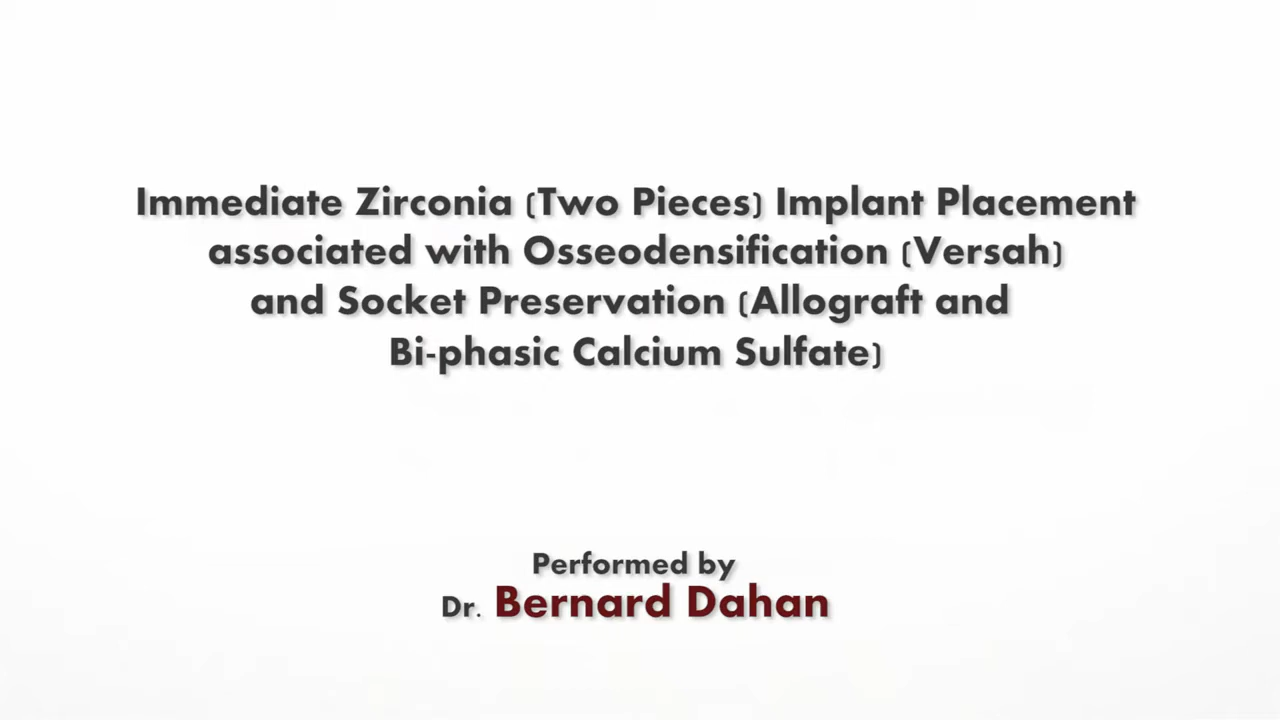 Immediate Zirconia (Two Pieces) Implant Placement
associated with Osseodensification (Versah)
and Socket Preservation (Allograft and
Bi-phasic Calcium Sulfate)
Performed by
Dr. Bernard Dahan